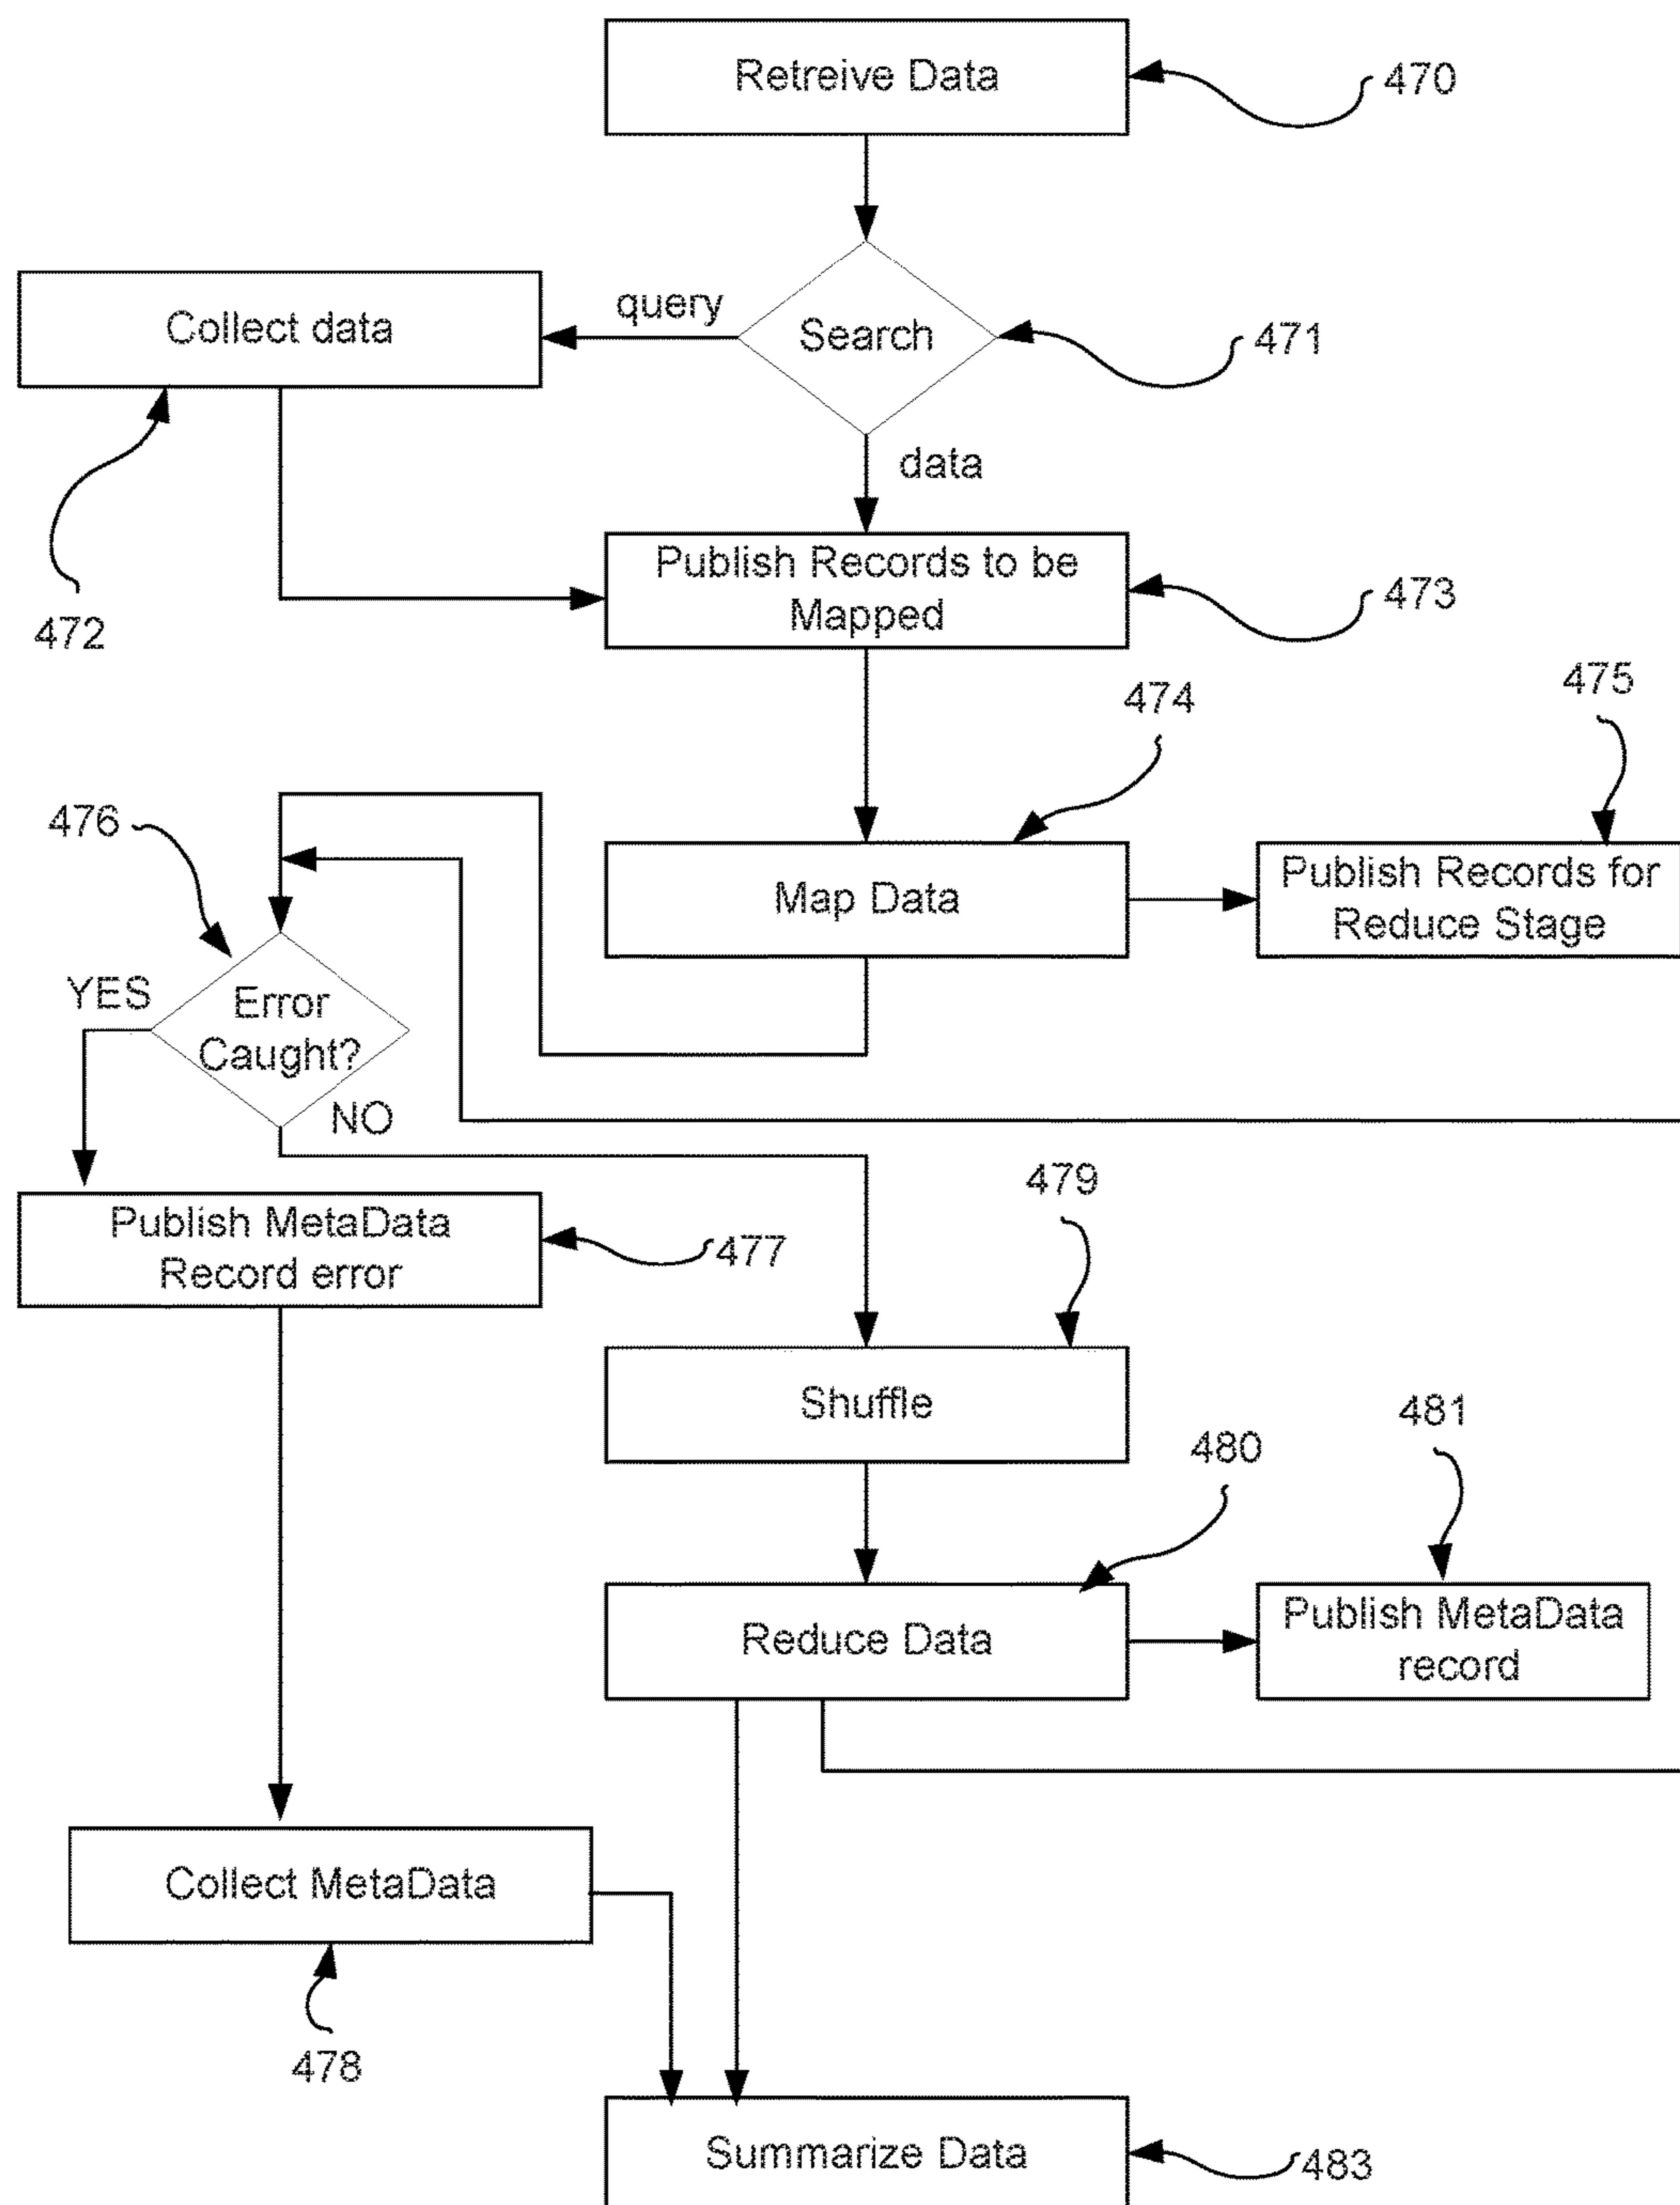 Retreive Data
470
Search
query
471
Collect data
data
472
Publish Records to be
Mapped
473
474
475
476
Map Data
Publish Records for
Reduce Stage
YES
Error
Caught?
NO
479
Publish MetaData
Record error
477
Shuffle
481
480
Reduce Data
Publish MetaData
record
Collect MetaData
478
Summarize Data
483